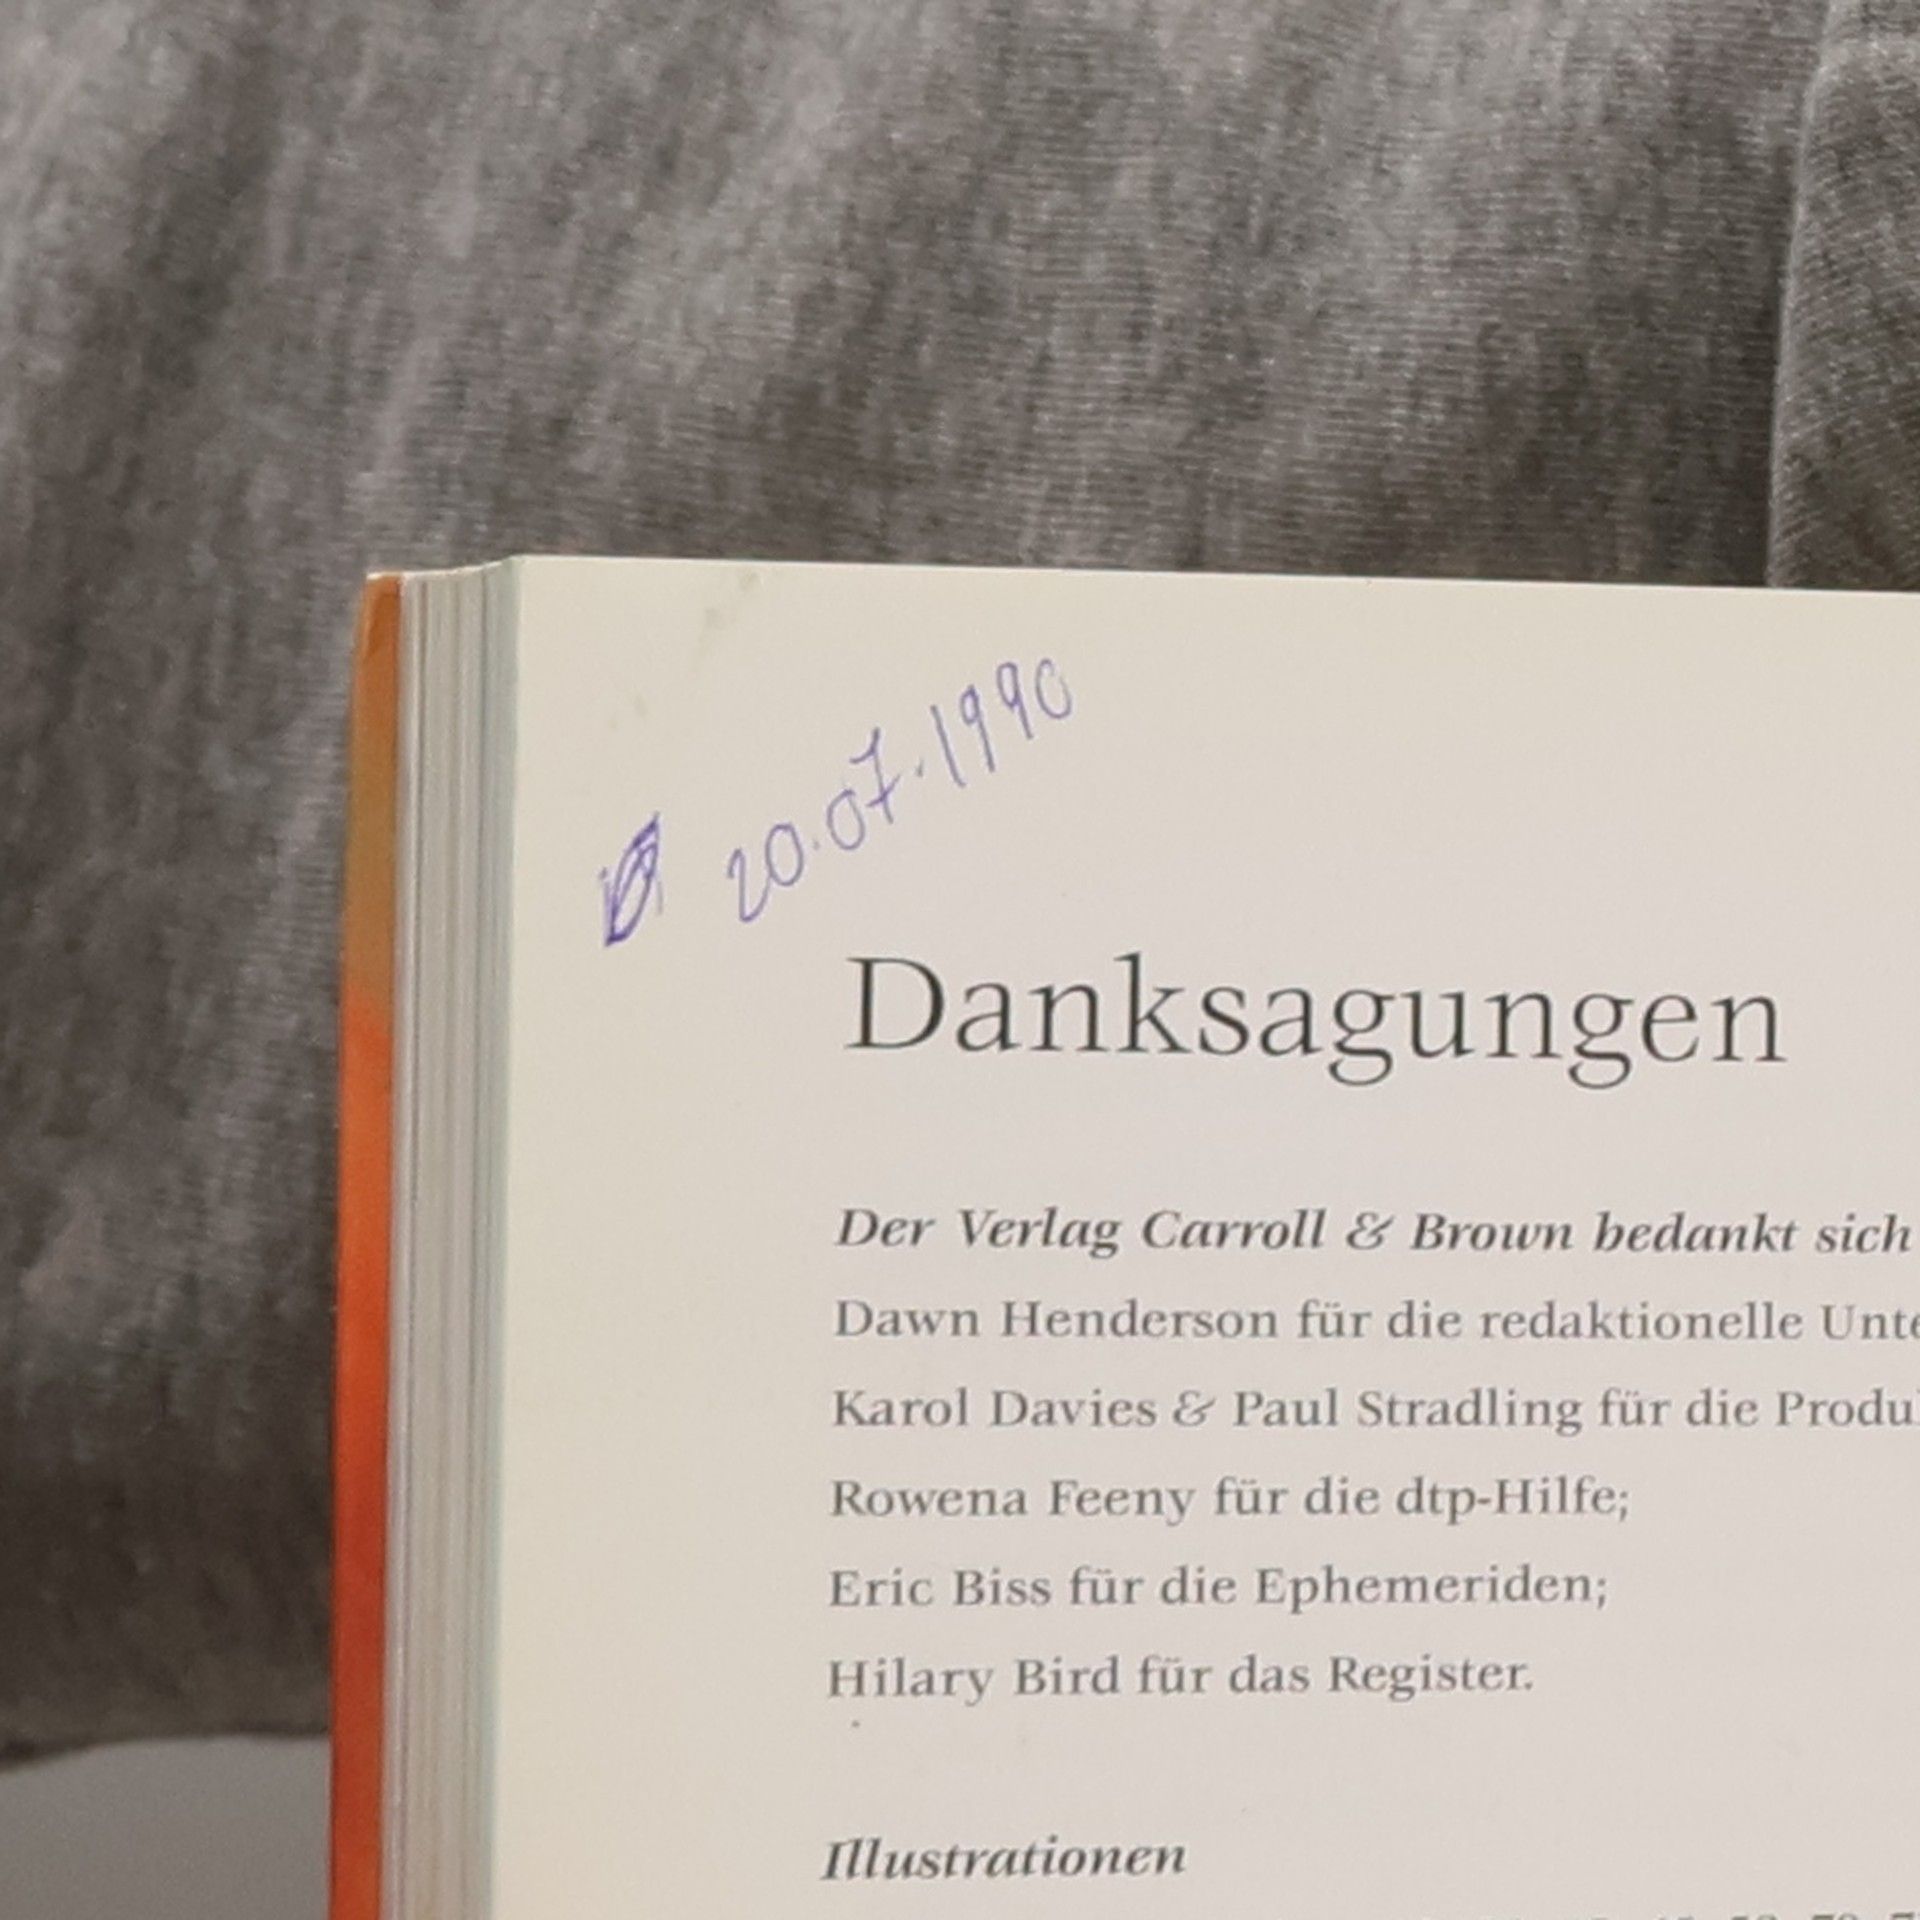 20.07.1990
Danksagungen
Der Verlag Carroll & Brown bedankt sich
Dawn Henderson für die redaktionelle
Karol Davies & Paul Stradling für die
Rowena Feeny für die dtp-Hilfe;
Eric Biss für die Ephemeriden;
Hilary Bird für das Register.
Illustrationen